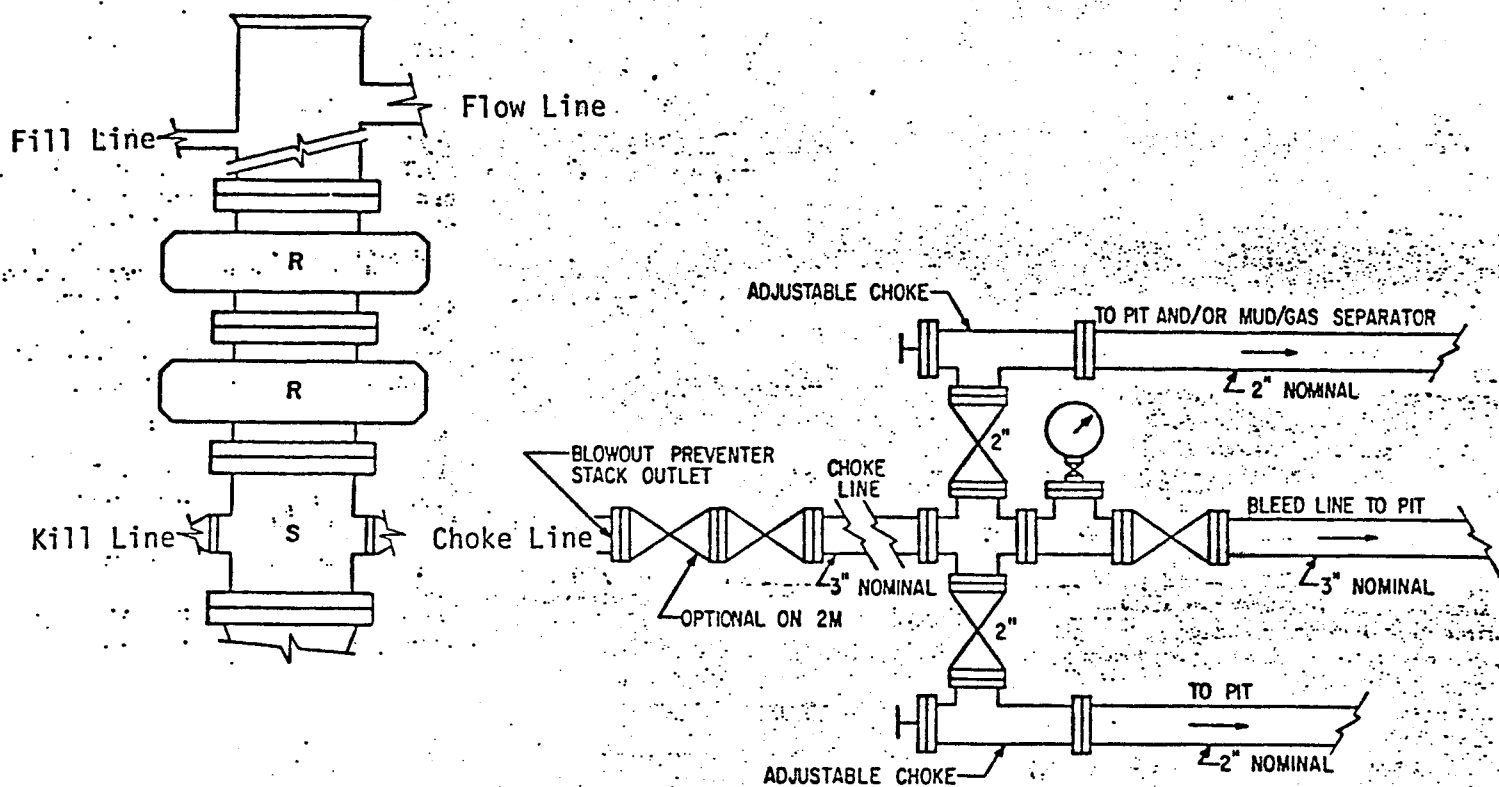 Flow Line
Fill Line
R
R
Kill Line
S
Choke Line
ADJUSTABLE CHOKE
TO PIT AND/OR MUD/GAS SEPARATOR
2" NOMINAL
2"
BLOWOUT PREVENTER
STACK OUTLET
CHOKE
LINE
BLEED LINE TO PIT
3" NOMINAL
3" NOMINAL
OPTIONAL ON 2M
2"
TO PIT
2" NOMINAL
ADJUSTABLE CHOKE